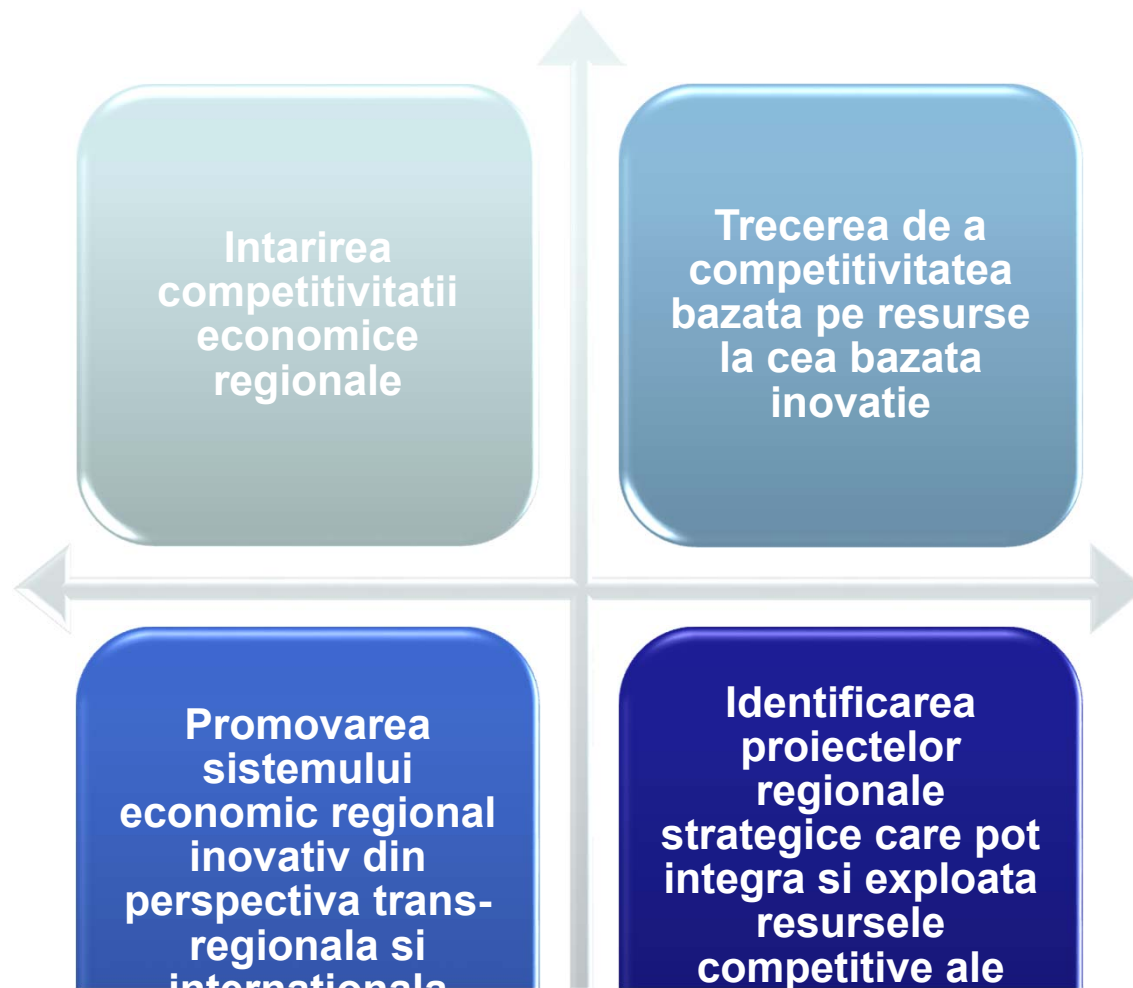 Intarirea
competitivitatii
economice
regionale
Trecerea de a
competitivitatea
bazata pe resurse
la cea bazata
inovatie
Promovarea
sistemului
economic regional
inovativ din
perspectiva trans-
regionala si
internationala
Identificarea
proiectelor
regionale
strategice care pot
integra si exploata
resursele
competitive ale